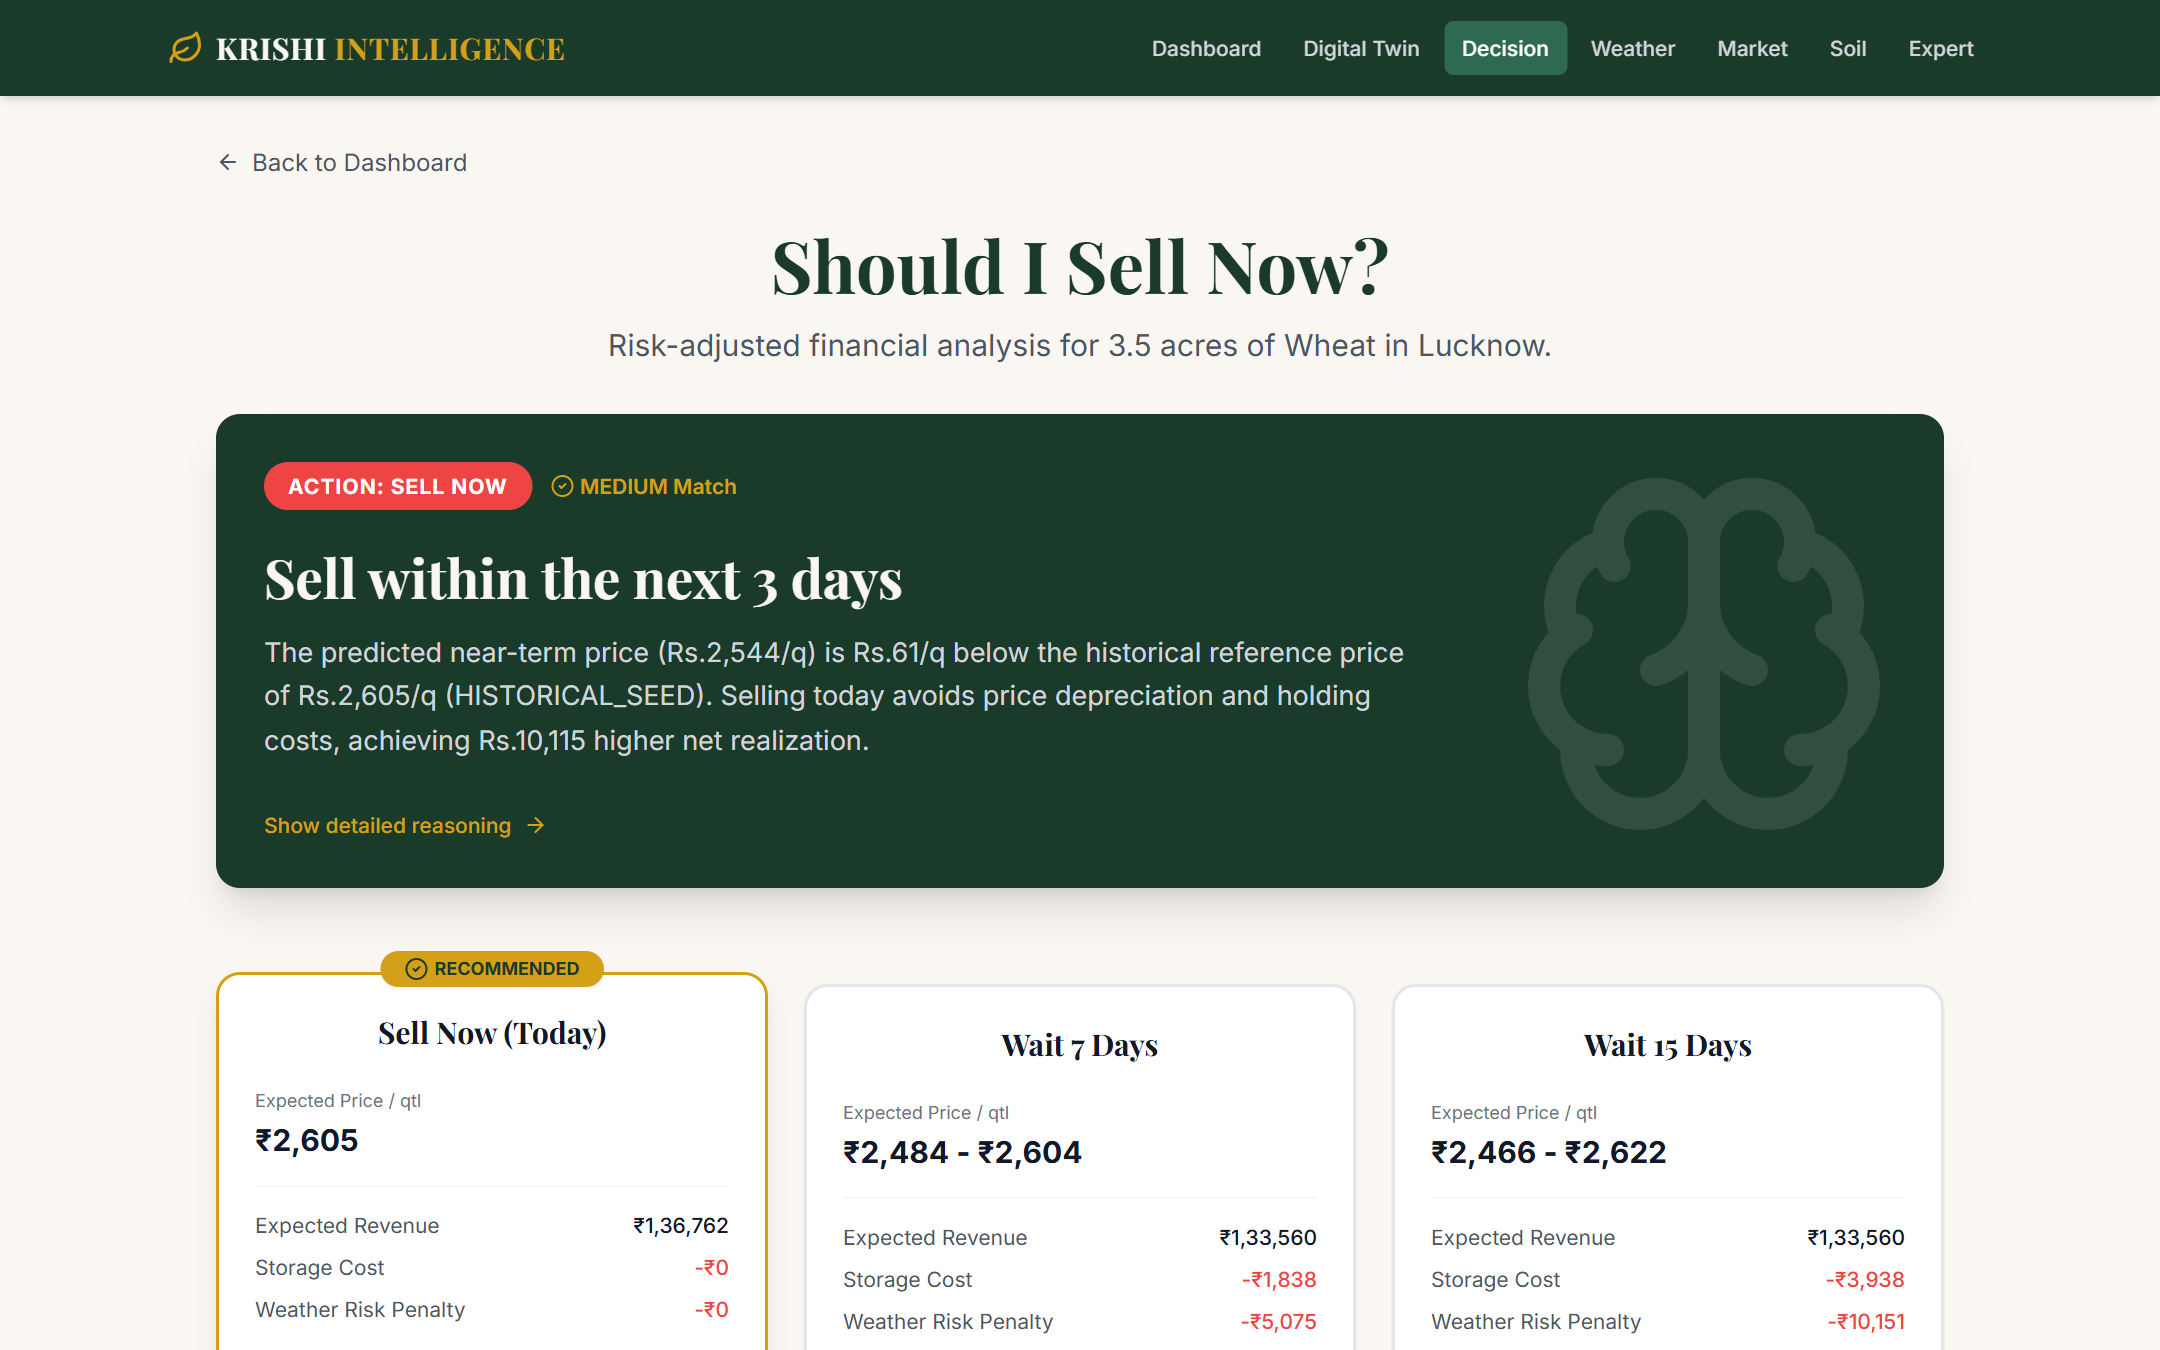 KRISHI INTELLIGENCE
Dashboard
Digital Twin
Decision
Weather
Market
Soil
Expert
Back to Dashboard
Should I Sell Now?
Risk-adjusted financial analysis for 3.5 acres of Wheat in Lucknow.
ACTION: SELL NOW
MEDIUM Match
Sell within the next 3 days
The predicted near-term price (Rs.2,544/q) is Rs.61/q below the historical reference price
of Rs.2,605/q (HISTORICAL_SEED). Selling today avoids price depreciation and holding
costs, achieving Rs.10,115 higher net realization.
Show detailed reasoning
RECOMMENDED
Sell Now (Today)
Expected Price / qtl
₹2,605
Expected Revenue ₹1,36,762
Storage Cost -₹0
Weather Risk Penalty -₹0
Wait 7 Days
Expected Price / qtl
₹2,484 - ₹2,604
Expected Revenue ₹1,33,560
Storage Cost -₹1,838
Weather Risk Penalty -₹5,075
Wait 15 Days
Expected Price / qtl
₹2,466 - ₹2,622
Expected Revenue ₹1,33,560
Storage Cost -₹3,938
Weather Risk Penalty -₹10,151